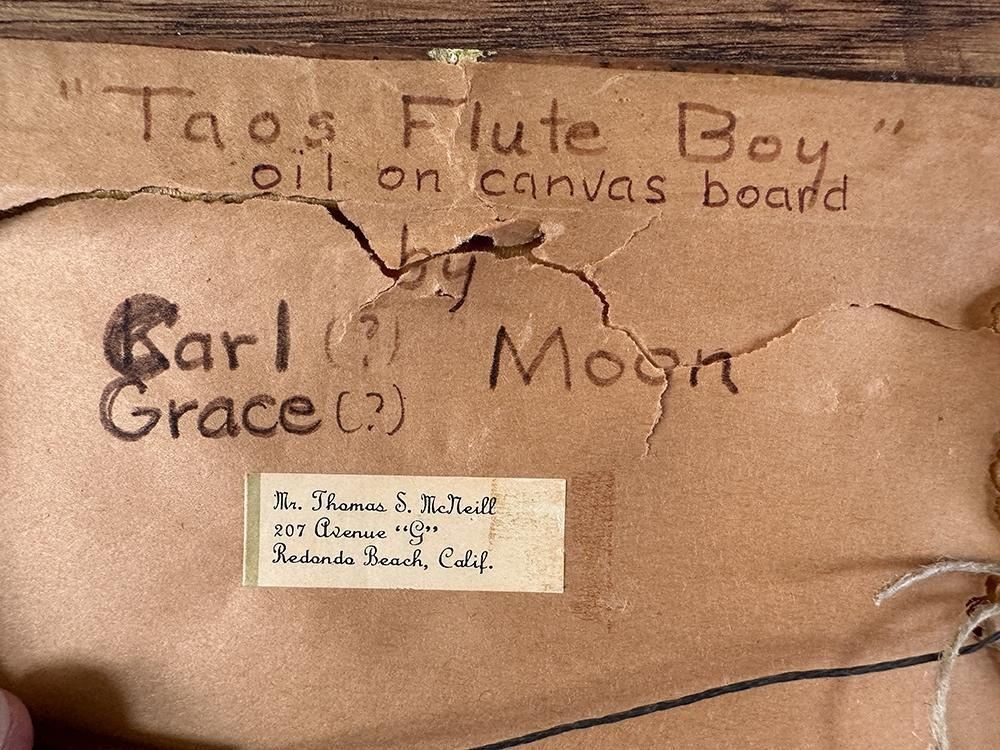 "Taos Flute Boy"
oil on canvas board
by
Karl (?) Moon
Grace (?)
Mr. Thomas S. McNeill
207 Avenue "G"
Redondo Beach, Calif.